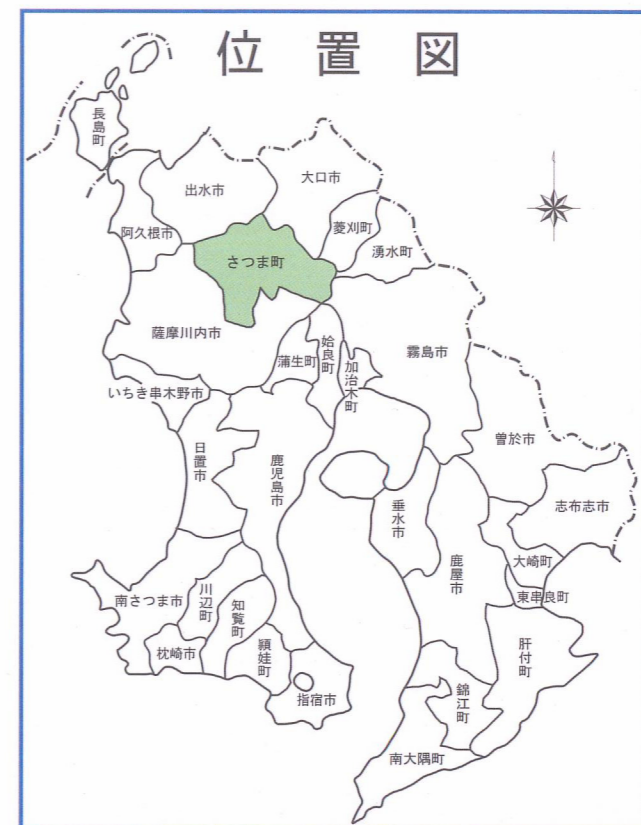 位置図
長島町
出水市
大口市
阿久根市
菱刈町
湧水町
さつま町
薩摩川内市
蒲生町
姶良町
加治木町
霧島市
いちき串木野市
日置市
鹿児島市
曽於市
垂水市
志布志市
鹿屋市
大崎町
東串良町
南さつま市
川辺町
知覧町
頴娃町
枕崎市
指宿市
肝付町
錦江町
南大隅町